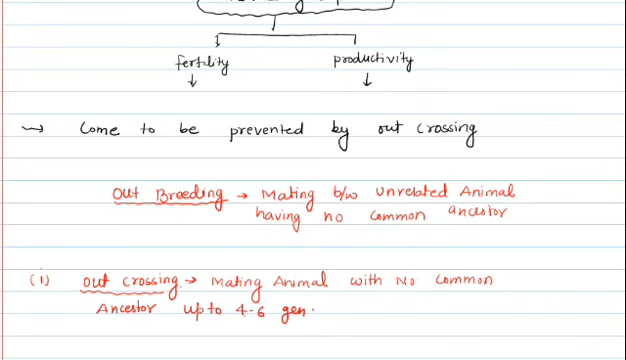 fertility productivity
↓ ↓
→ Come to be prevented by out crossing
Out Breeding → Mating b/w unrelated Animal
having no common ancestor
(i) Out crossing → Mating Animal with No Common
Ancestor upto 4-6 gen.